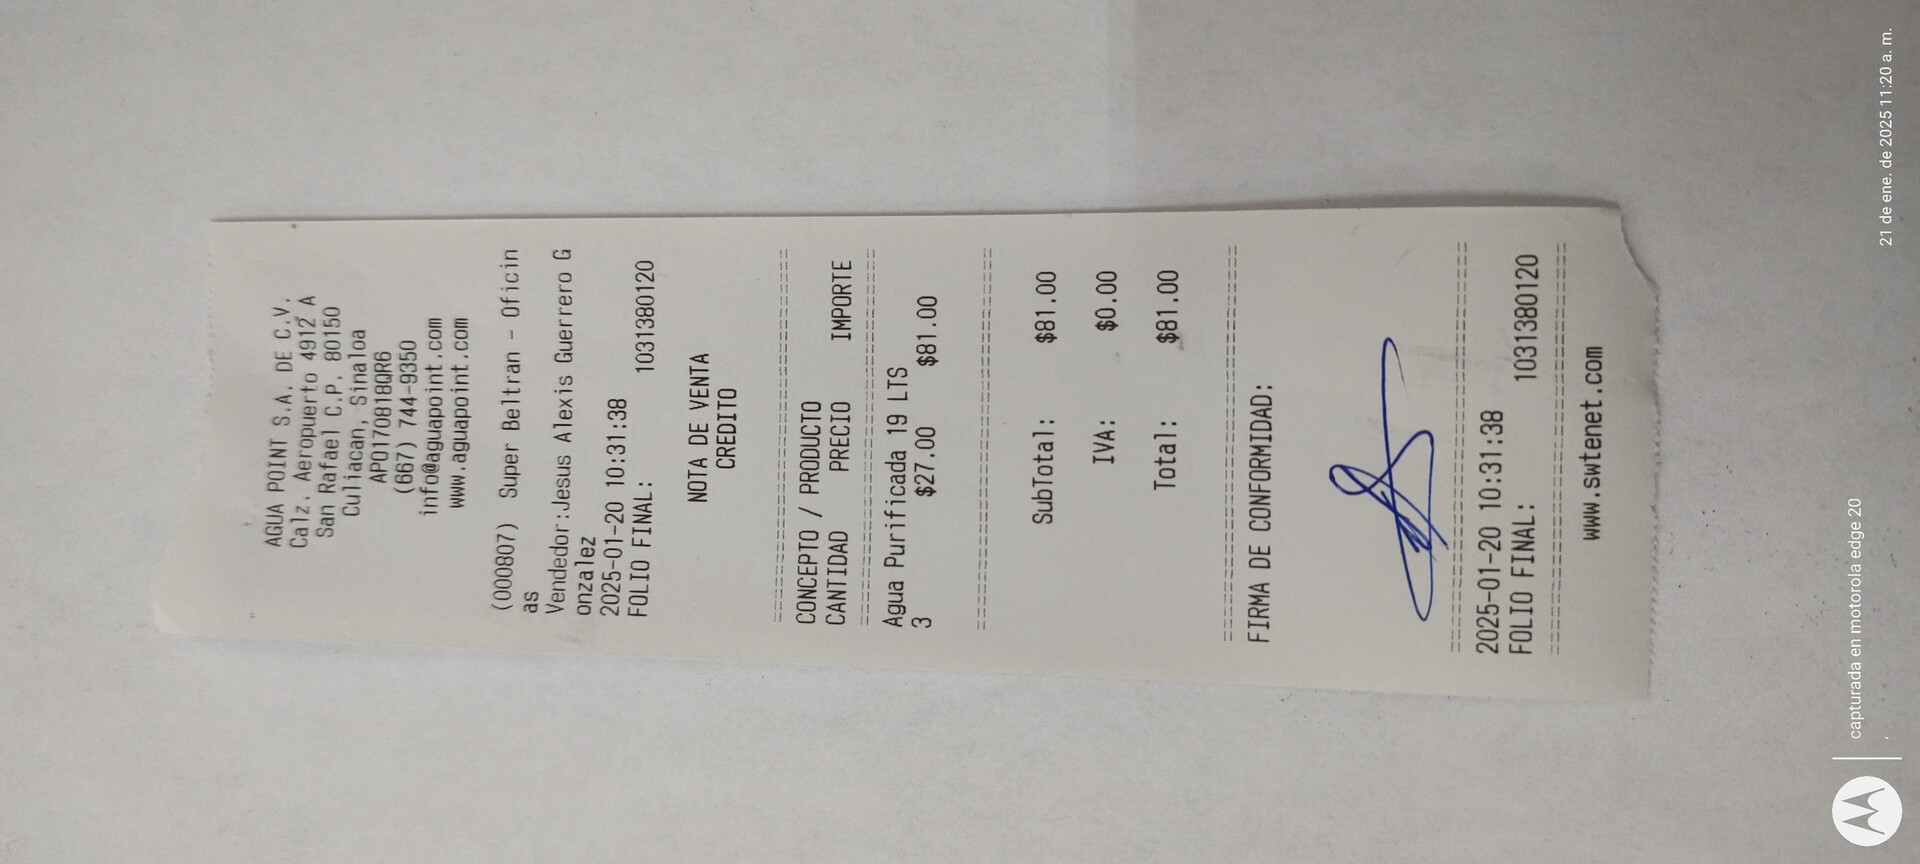 AGUA POINT S.A. DE C.V.
Calz. Aeropuerto 4912 A
San Rafael C.P. 80150
Culiacan, Sinaloa
APO170818QR6
(667) 744-9350
info@aguapoint.com
www.aguapoint.com
(000807) Super Beltran - Oficin
as
Vendedor:Jesus Alexis Guerrero G
onzalez
2025-01-20 10:31:38
FOLIO FINAL: 1031380120
NOTA DE VENTA
CREDITO
CONCEPTO / PRODUCTO
CANTIDAD PRECIO IMPORTE
Agua Purificada 19 LTS
3 $27.00 $81.00
SubTotal: $81.00
IVA: $0.00
Total: $81.00
FIRMA DE CONFORMIDAD:
2025-01-20 10:31:38
FOLIO FINAL: 1031380120
www.swtenet.com
capturada en motorola edge 20
21 de ene. de 2025 11:20 a. m.